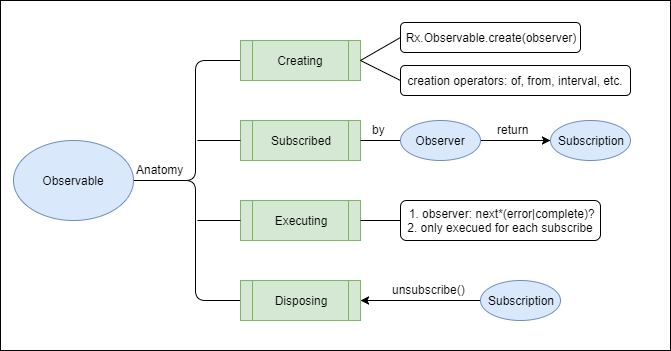 Observable
Anatomy
Creating
Rx.Observable.create(observer)
creation operators: of, from, interval, etc.
Subscribed
by
Observer
return
Subscription
Executing
1. observer: next*(error|complete)?
2. only execued for each subscribe
Disposing
unsubscribe()
Subscription